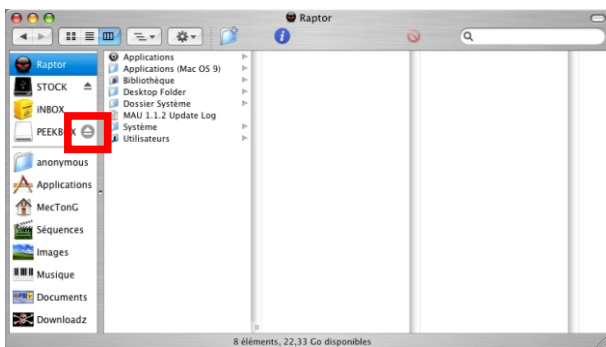 Raptor
Raptor
STOCK
iNBOX
PEEKB X
anonymous
Applications
MecTonG
Séquences
Images
Musique
Documents
Downloadz
Applications
Applications (Mac OS 9)
Bibliothèque
Desktop Folder
Dossier Système
MAU 1.1.2 Update Log
Système
Utilisateurs
8 éléments, 22,33 Go disponibles